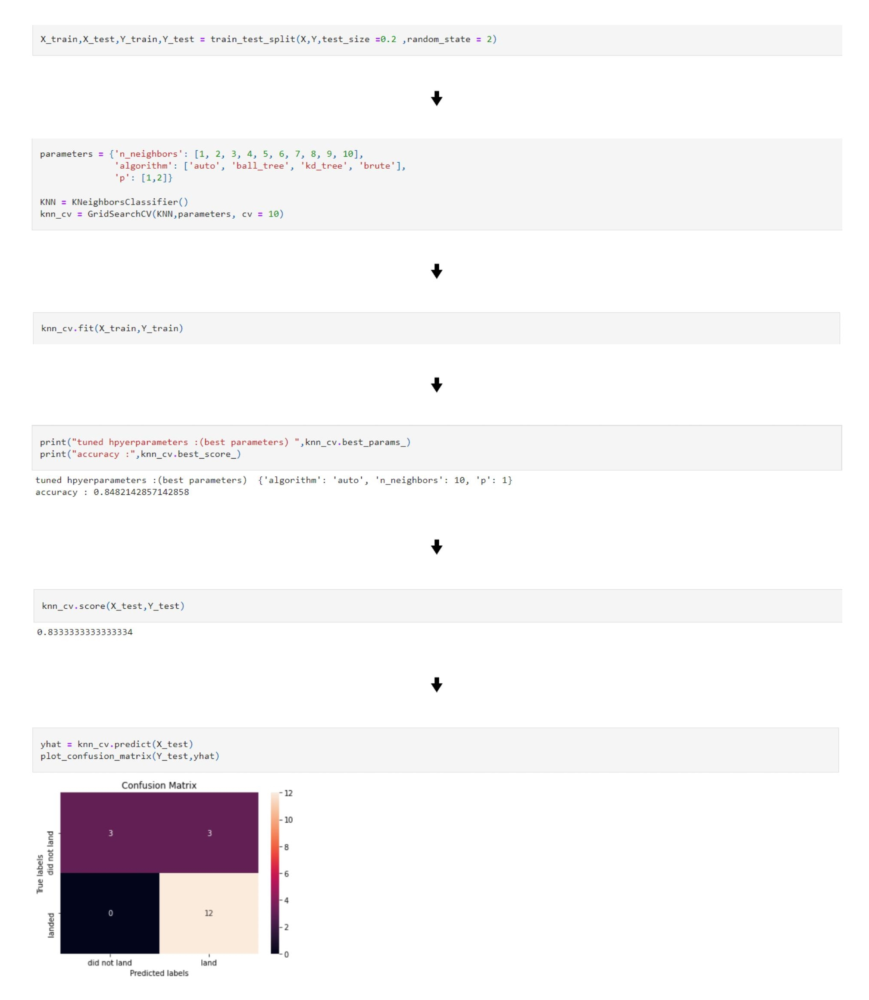 X_train,X_test,Y_train,Y_test = train_test_split(X,Y,test_size =0.2 ,random_state = 2)
parameters = {'n_neighbors': [1, 2, 3, 4, 5, 6, 7, 8, 9, 10],
'algorithm': ['auto', 'ball_tree', 'kd_tree', 'brute'],
'p': [1,2]}
KNN = KNeighborsClassifier()
knn_cv = GridSearchCV(KNN,parameters, cv = 10)
knn_cv.fit(X_train,Y_train)
print("tuned hpyerparameters :(best parameters) ",knn_cv.best_params_)
print("accuracy :",knn_cv.best_score_)
tuned hpyerparameters :(best parameters)  {'algorithm': 'auto', 'n_neighbors': 10, 'p': 1}
accuracy : 0.8482142857142858
knn_cv.score(X_test,Y_test)
0.8333333333333334
yhat = knn_cv.predict(X_test)
plot_confusion_matrix(Y_test,yhat)
Confusion Matrix
True labels
did not land
landed
3
3
0
12
did not land
land
Predicted labels
12
10
8
6
4
2
0